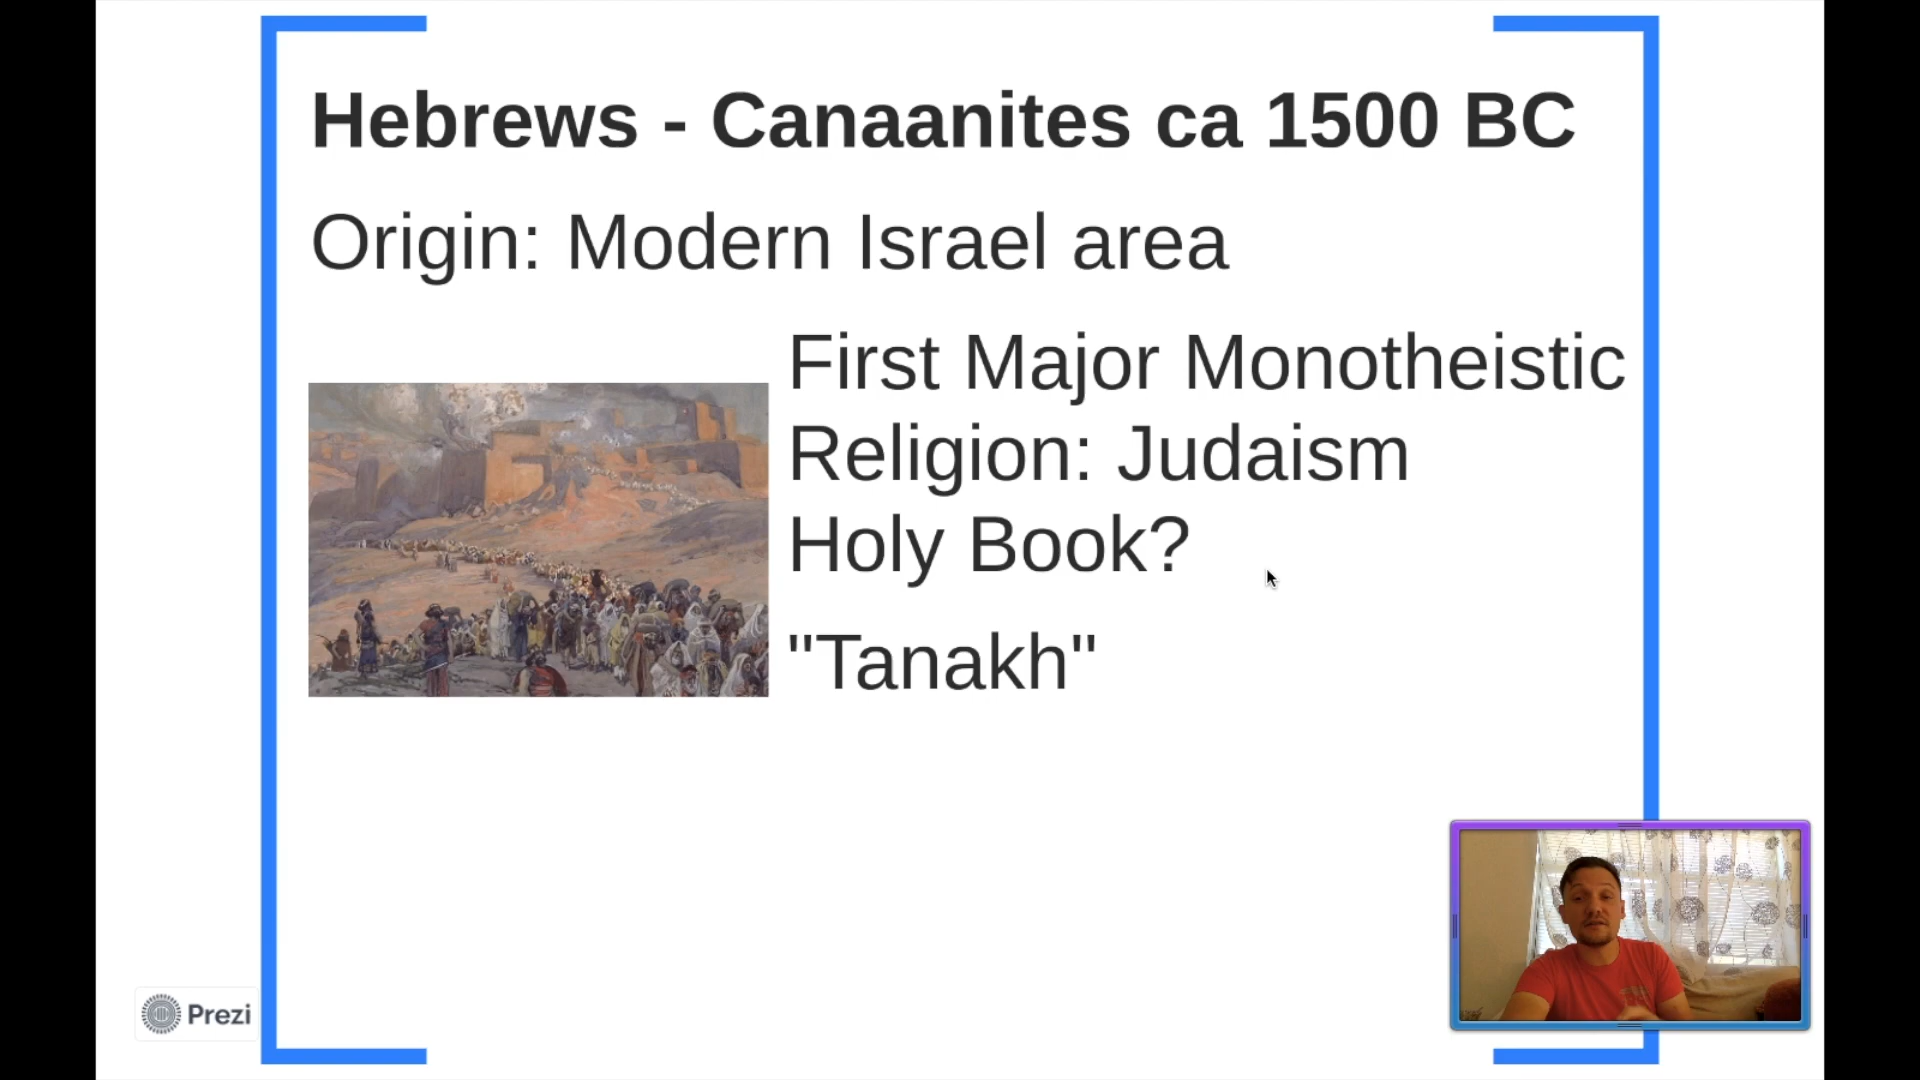 Hebrews - Canaanites ca 1500 BC
Origin: Modern Israel area
First Major Monotheistic
Religion: Judaism
Holy Book?
"Tanakh"
Prezi